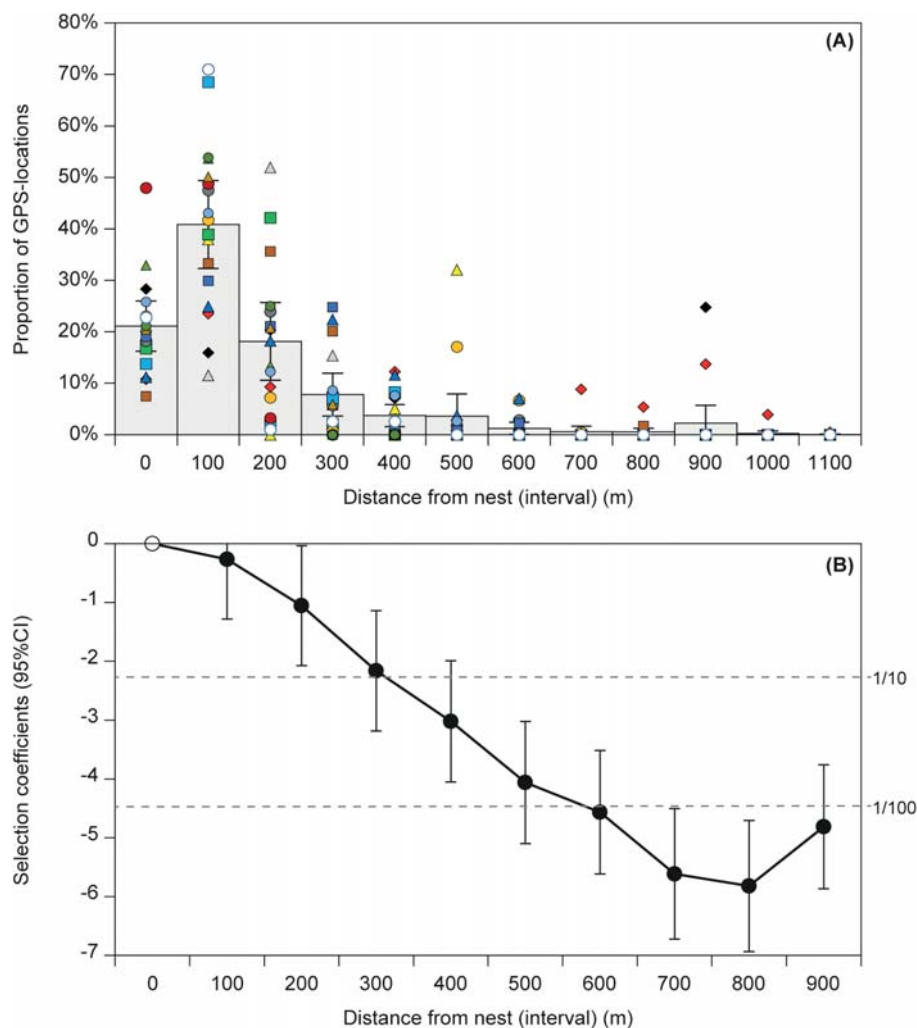 (A)
80%
70%
60%
50%
40%
30%
20%
10%
0%
Proportion of GPS-locations
0 100 200 300 400 500 600 700 800 900 1000 1100
Distance from nest (interval) (m)
(B)
0
-1
-2
-3
-4
-5
-6
-7
Selection coefficients (95%CI)
1/10
1/100
0 100 200 300 400 500 600 700 800 900
Distance from nest (interval) (m)